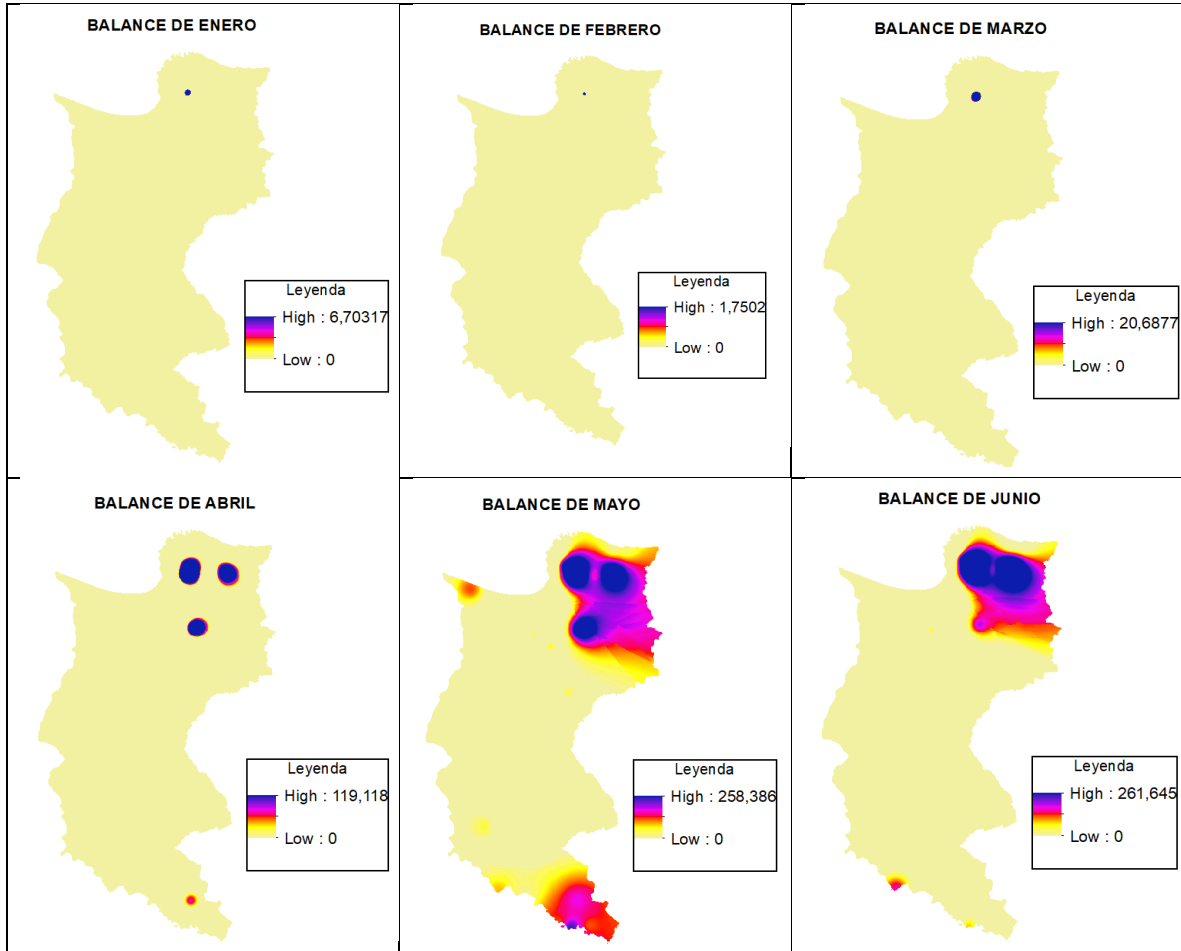 BALANCE DE ENERO
Leyenda
High : 6,70317
Low : 0
BALANCE DE FEBRERO
Leyenda
High : 1,7502
Low : 0
BALANCE DE MARZO
Leyenda
High : 20,6877
Low : 0
BALANCE DE ABRIL
Leyenda
High : 119,118
Low : 0
BALANCE DE MAYO
Leyenda
High : 258,386
Low : 0
BALANCE DE JUNIO
Leyenda
High : 261,645
Low : 0